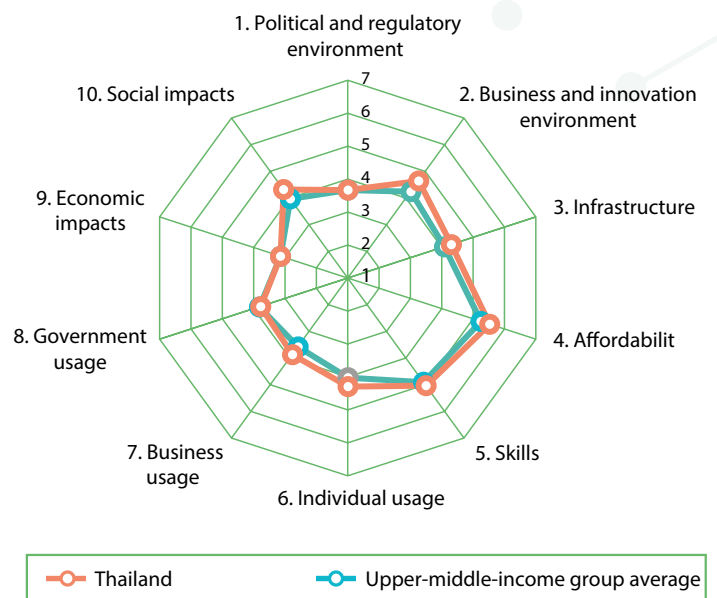 1. Political and regulatory
environment
7
6
5
4
3
2
1
2. Business and innovation
environment
3. Infrastructure
4. Affordabilit
5. Skills
6. Individual usage
7. Business
usage
8. Government
usage
9. Economic
impacts
10. Social impacts
Thailand
Upper-middle-income group average